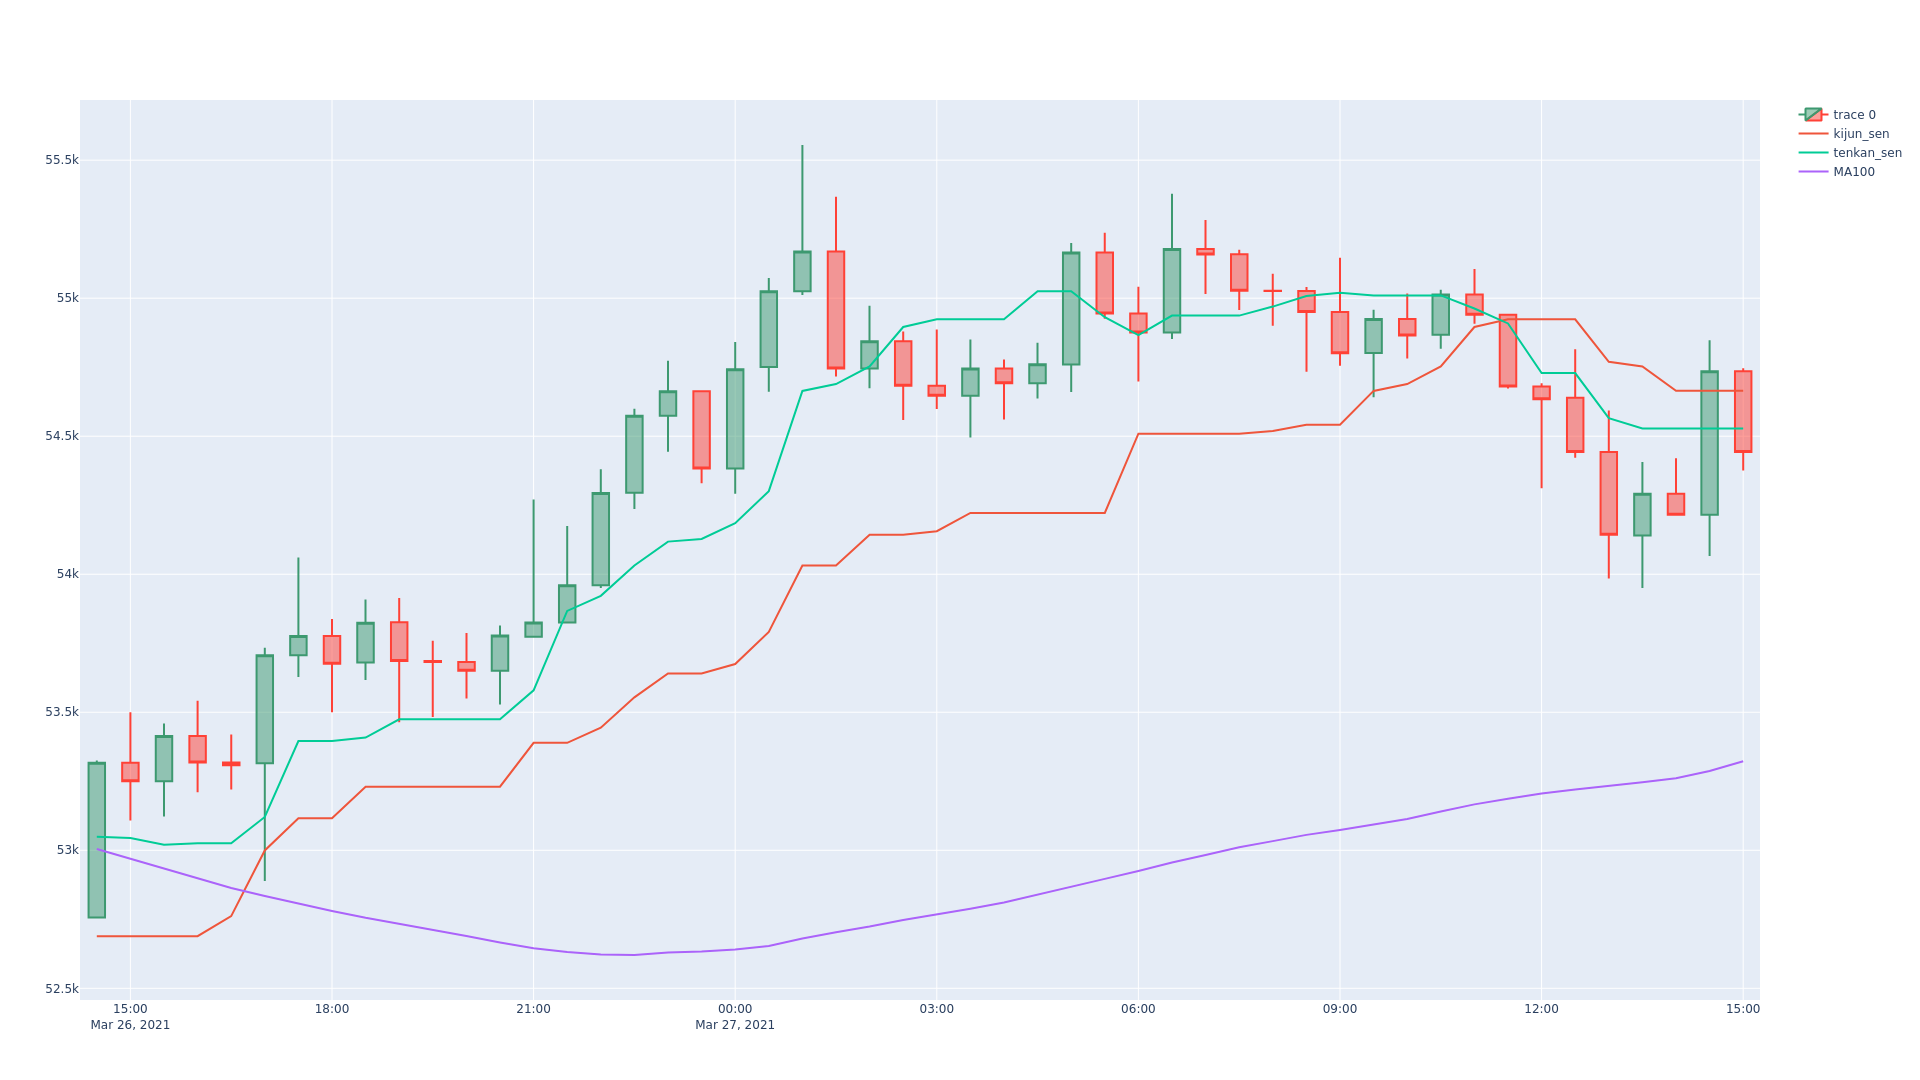 55.5k
55k
54.5k
54k
53.5k
53k
52.5k
15:00
Mar 26, 2021
18:00
21:00
00:00
Mar 27, 2021
03:00
06:00
09:00
12:00
15:00
trace 0
kijun_sen
tenkan_sen
MA100